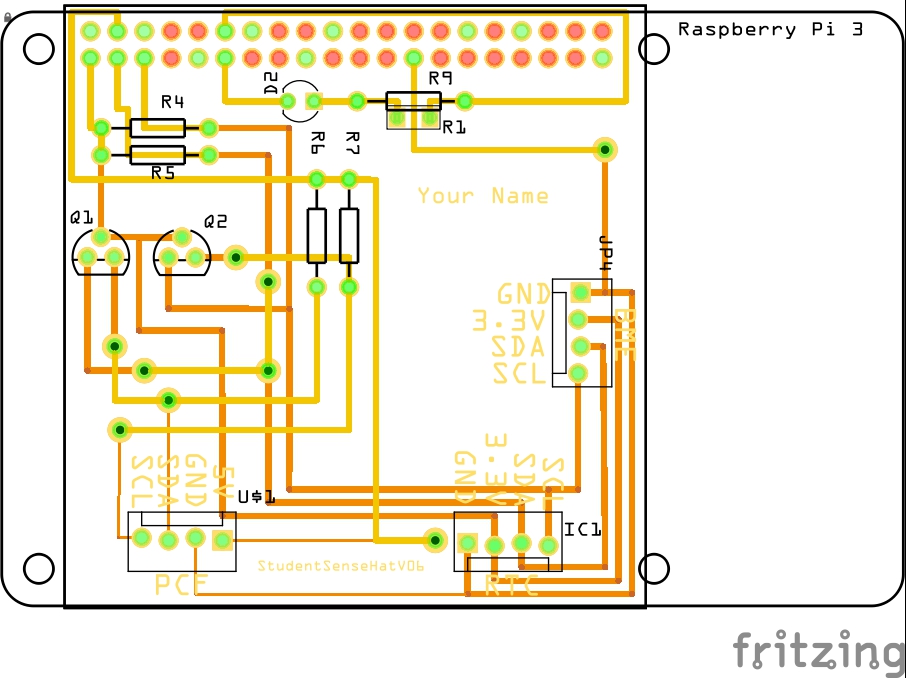 Raspberry Pi 3
D2
R9
R4
R1
R6
R7
R5
Your Name
Q1
Q2
JP4
GND
3.3V
SDA
SCL
BME
SCL
SDA
GND
5V
GND
3.3V
SDA
SCL
U$1
IC1
StudentSenseHatV06
PCF
RTC
fritzing